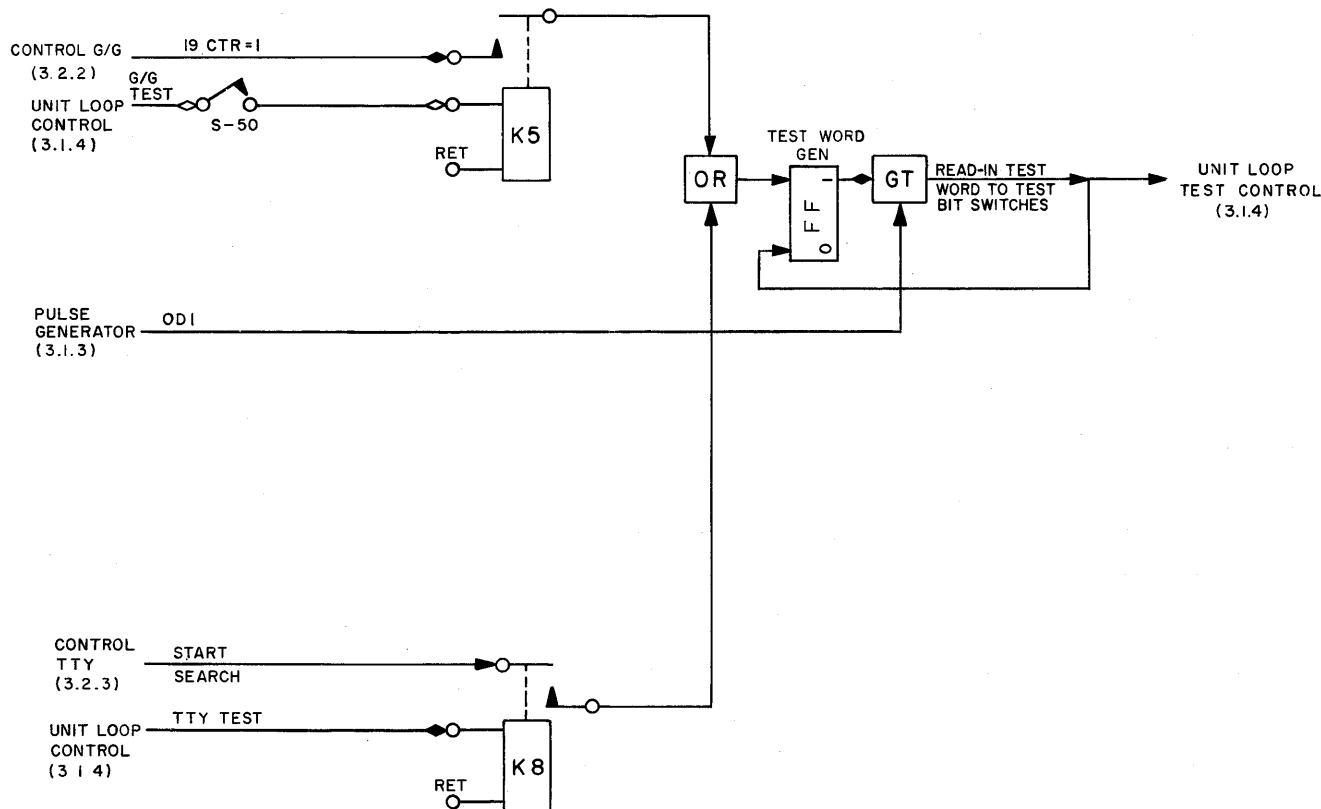 CONTROL G/G
(3.2.2)
19 CTR=1
G/G
TEST
UNIT LOOP
CONTROL
(3.1.4)
S-50
K5
RET
OR
TEST WORD
GEN
FF
1
0
GT
READ-IN TEST
WORD TO TEST
BIT SWITCHES
UNIT LOOP
TEST CONTROL
(3.1.4)
PULSE
GENERATOR
(3.1.3)
OD1
CONTROL
TTY
(3.2.3)
START
SEARCH
UNIT LOOP
CONTROL
(3 1 4)
TTY TEST
K8
RET